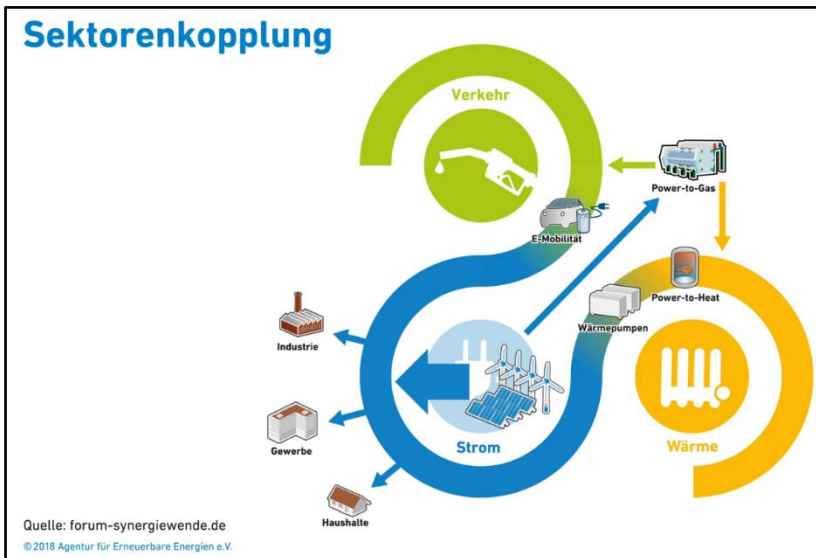 Sektorenkopplung
Verkehr
Power-to-Gas
E-Mobilität
Power-to-Heat
Wärmepumpen
Industrie
Gewerbe
Strom
Wärme
Haushalte
Quelle: forum-synergiewende.de
© 2018 Agentur für Erneuerbare Energien e.V.